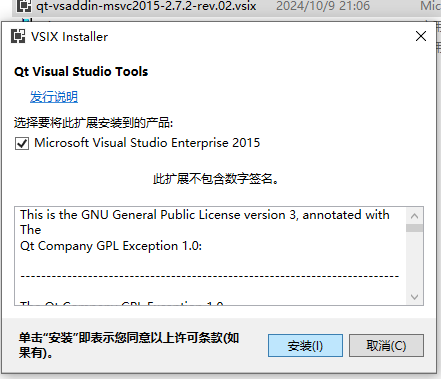 qt-vsaddin-msvc2015-2.7.2-rev.02.vsix 2024/10/9 21:06 Mic
VSIX Installer
Qt Visual Studio Tools
发行说明
选择要将此扩展安装到的产品:
Microsoft Visual Studio Enterprise 2015
此扩展不包含数字签名。
This is the GNU General Public License version 3, annotated with
The
Qt Company GPL Exception 1.0:
-------------------------------------------------------------------------
单击“安装”即表示您同意以上许可条款(如
果有)。
安装(I) 取消(C)